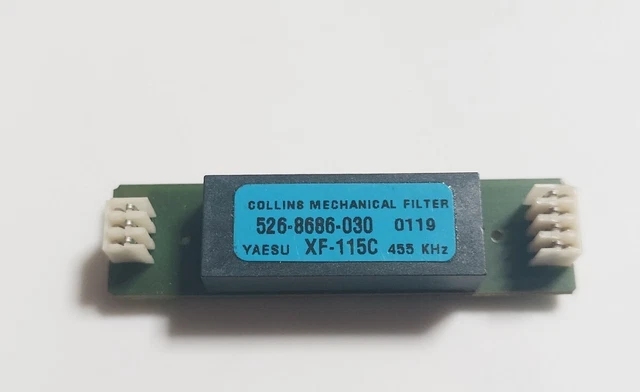 COLLINS MECHANICAL FILTER
526-8686-030 0119
YAESU XF-115C 455 KHz